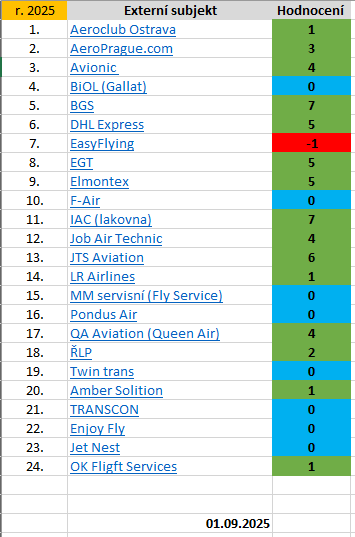 r. 2025 Externí subjekt Hodnocení
1. Aeroclub Ostrava 1
2. AeroPrague.com 3
3. Avionic 4
4. BiOL (Gallat) 0
5. BGS 7
6. DHL Express 5
7. EasyFlying -1
8. EGT 5
9. Elmontex 5
10. F-Air 0
11. IAC (lakovna) 7
12. Job Air Technic 4
13. JTS Aviation 6
14. LR Airlines 1
15. MM servisní (Fly Service) 0
16. Pondus Air 0
17. QA Aviation (Queen Air) 4
18. ŘLP 2
19. Twin trans 0
20. Amber Solition 1
21. TRANSCON 0
22. Enjoy Fly 0
23. Jet Nest 0
24. OK Fligft Services 1
01.09.2025